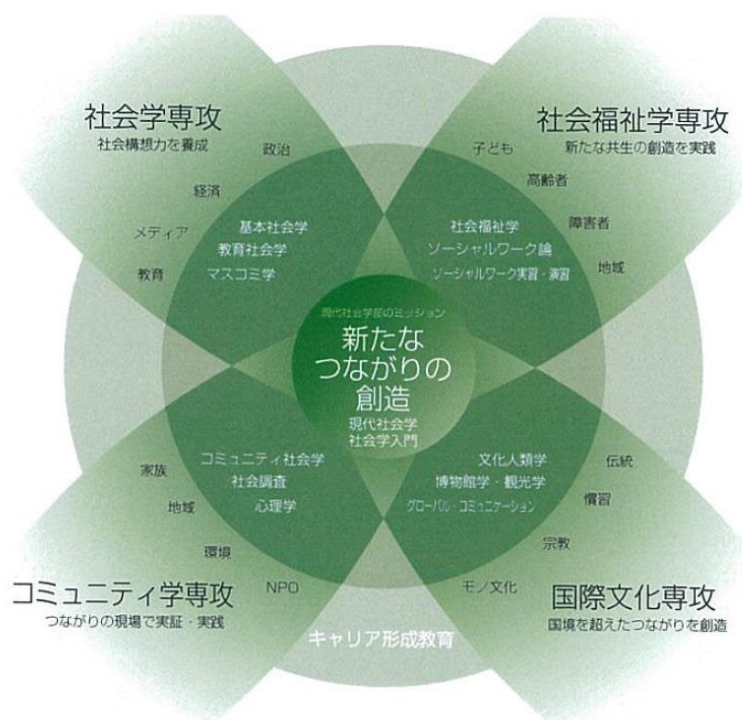 社会学専攻
社会構想力を養成
政治
経済
メディア
教育
基本社会学
教育社会学
マスコミ学
社会福祉学専攻
新たな共生の創造を実践
子ども
高齢者
障害者
地域
社会福祉学
ソーシャルワーク論
ソーシャルワーク実習・演習
現代社会学部のミッション
新たな
つながりの
創造
現代社会学
社会学入門
コミュニティ社会学
社会調査
心理学
家族
地域
環境
NPO
コミュニティ学専攻
つながりの現場で実証・実践
文化人類学
博物館学・観光学
グローバル・コミュニケーション
伝統
慣習
宗教
モノ文化
国際文化専攻
国境を超えたつながりを創造
キャリア形成教育